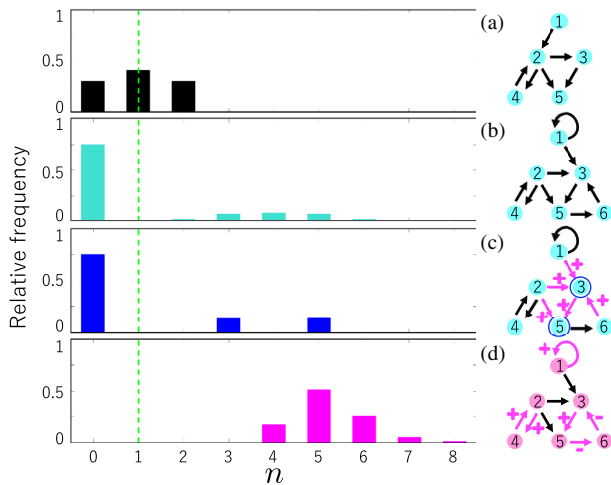 Relative frequency
1
0.5
0
1
0.5
0
1
0.5
0
1
0.5
0
0 1 2 3 4 5 6 7 8
n
(a)
1
2 3
4 5
(b)
1
2 3
4 5 6
(c)
1
+
2 + 3
+ + +
4 5 6
(d)
+ 1
2 3
+ + + -
4 5 - 6